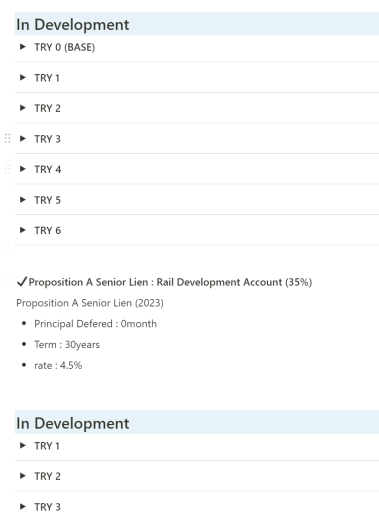 In Development
TRY 0 (BASE)
TRY 1
TRY 2
TRY 3
TRY 4
TRY 5
TRY 6
✓Proposition A Senior Lien : Rail Development Account (35%)
Proposition A Senior Lien (2023)
• Principal Defered : 0month
• Term : 30years
• rate : 4.5%
In Development
TRY 1
TRY 2
TRY 3